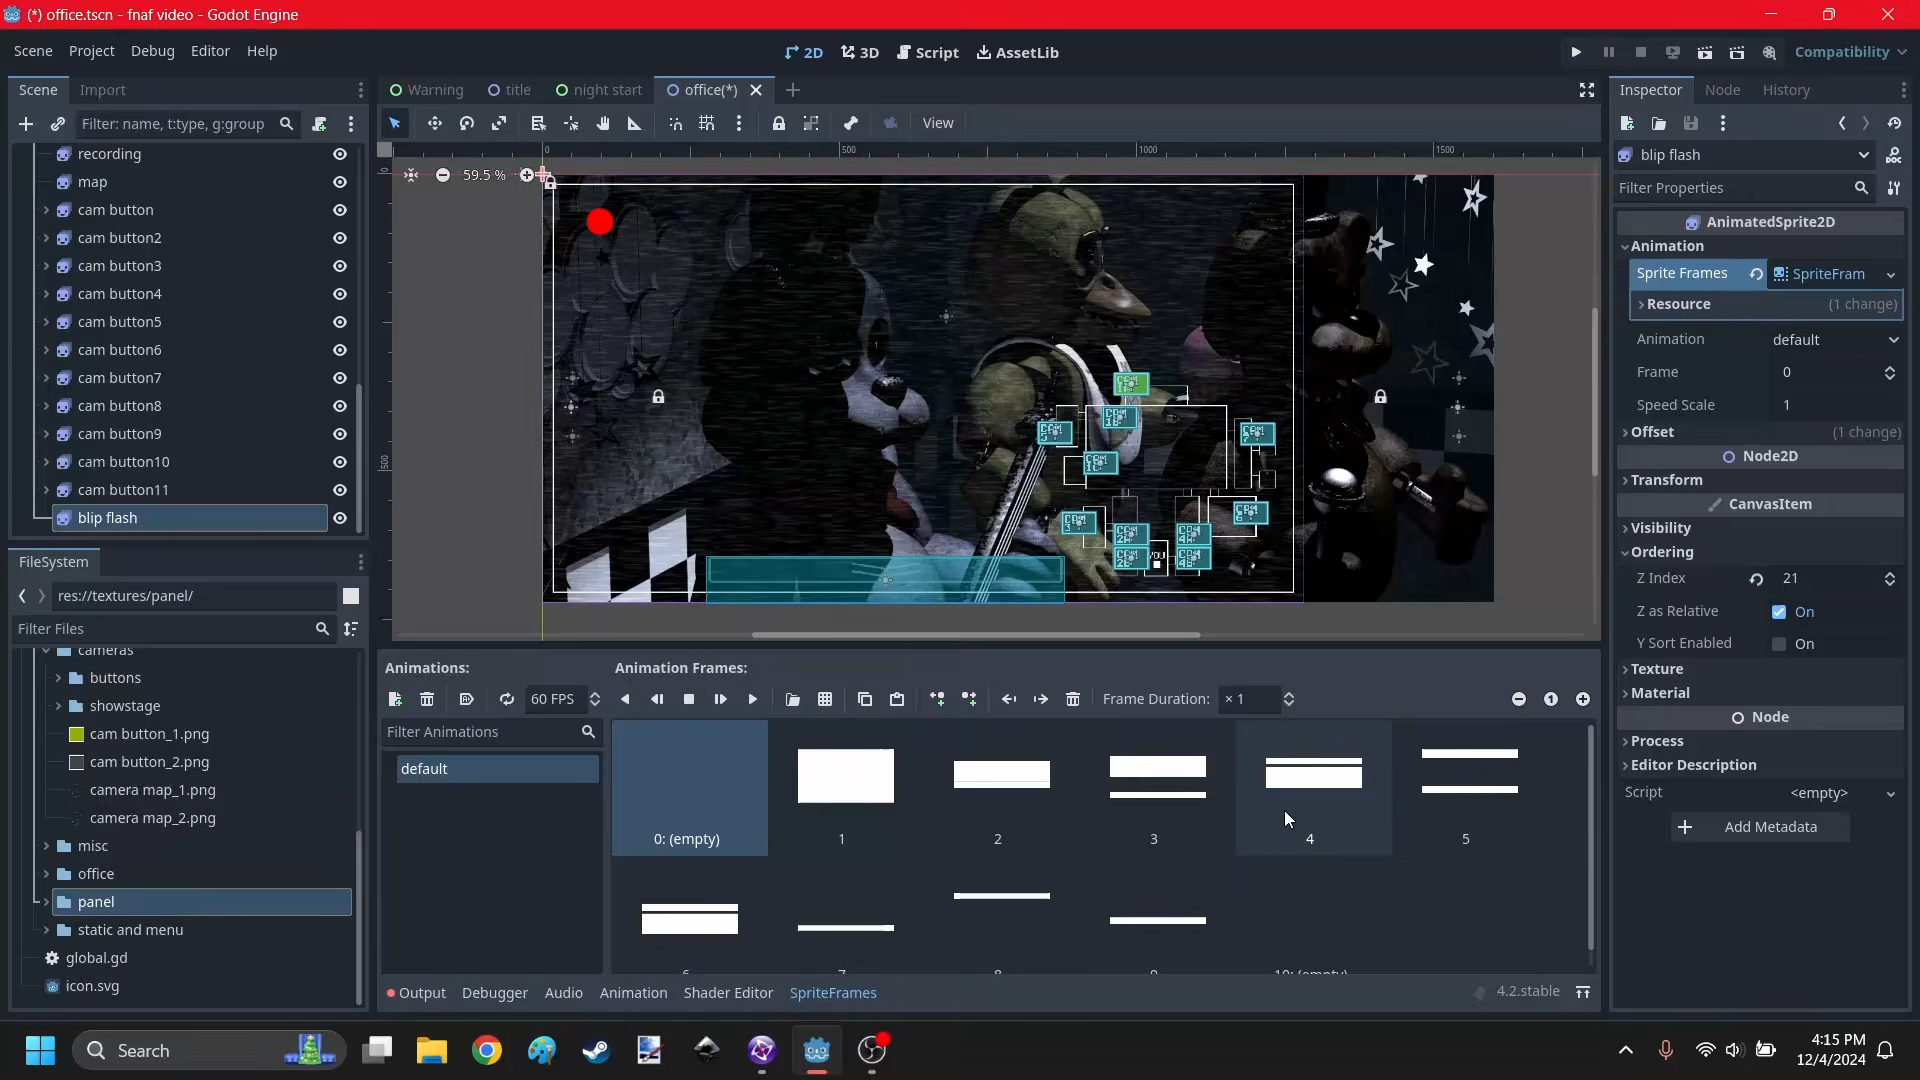 (*) office.tscn - fnaf video - Godot Engine
Scene Project Debug Editor Help
2D 3D Script AssetLib
Compatibility
Scene Import
Warning title night start office(*)
Inspector Node History
Filter: name, t:type, g:group
View
0 500 1000 1500
59.5 %
500
recording
map
cam button
cam button2
cam button3
cam button4
cam button5
cam button6
cam button7
cam button8
cam button9
cam button10
cam button11
blip flash
YOU
FileSystem
res://textures/panel/
Filter Files
cameras
buttons
showstage
cam button_1.png
cam button_2.png
camera map_1.png
camera map_2.png
misc
office
panel
static and menu
global.gd
icon.svg
Animations: Animation Frames:
60 FPS
Frame Duration: × 1
Filter Animations
default
0: (empty) 1 2 3 4 5
6 7 8 9 10: (empty)
Output Debugger Audio Animation Shader Editor SpriteFrames
4.2.stable
blip flash
Filter Properties
AnimatedSprite2D
Animation
Sprite Frames SpriteFram
Resource (1 change)
Animation default
Frame 0
Speed Scale 1
Offset (1 change)
Node2D
Transform
CanvasItem
Visibility
Ordering
Z Index 21
Z as Relative On
Y Sort Enabled On
Texture
Material
Node
Process
Editor Description
Script <empty>
Add Metadata
Search
4:15 PM
12/4/2024